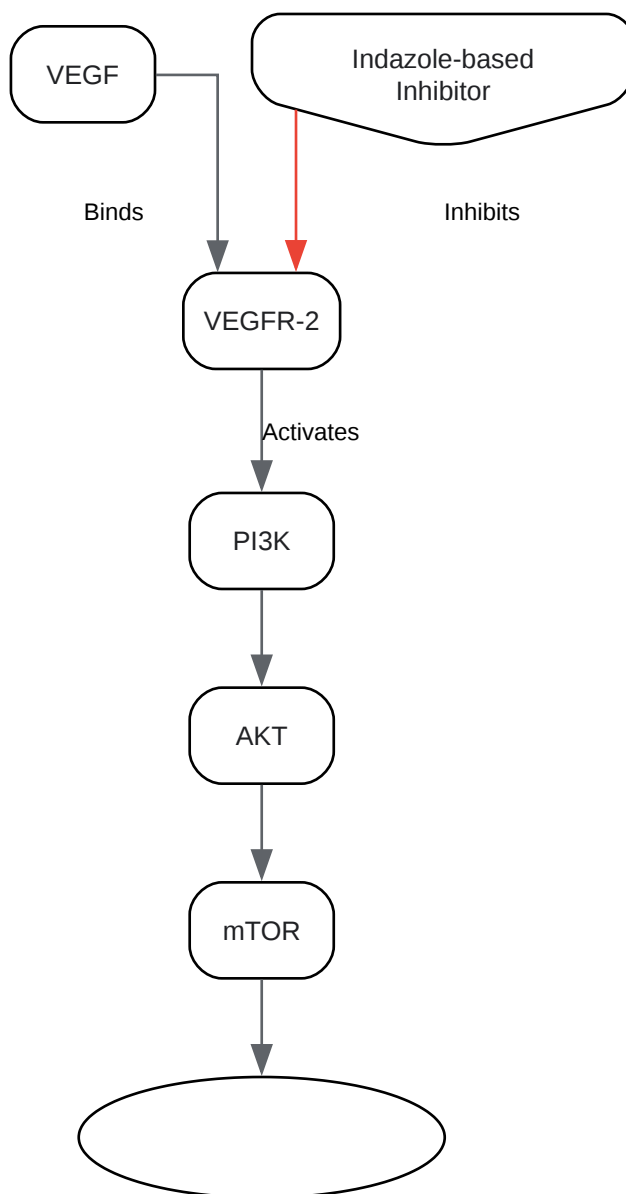 VEGF
Indazole-based
Inhibitor
Binds
Inhibits
VEGFR-2
Activates
PI3K
AKT
mTOR